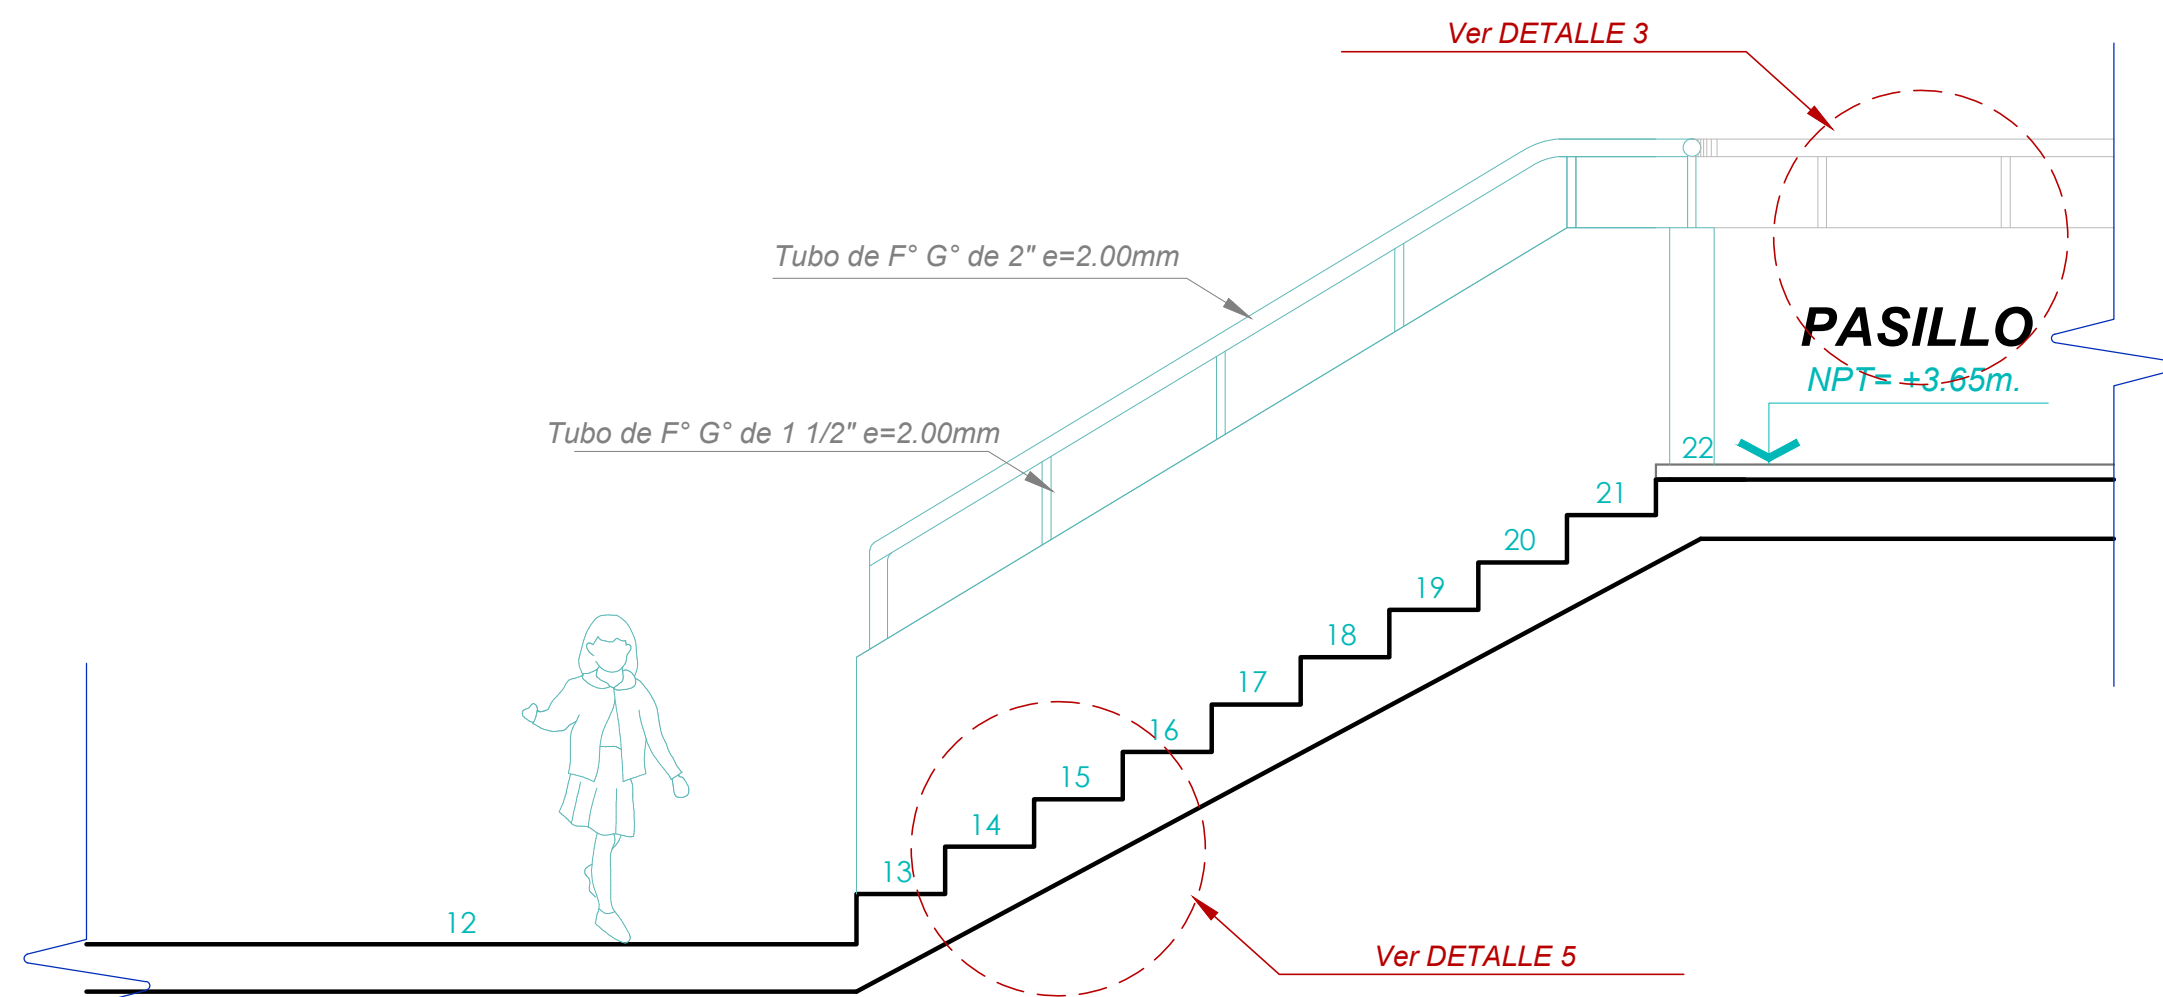 Ver DETALLE 3
Tubo de F° G° de 2" e=2.00mm
PASILLO
NPT= +3.65m.
Tubo de F° G° de 1 1/2" e=2.00mm
22
21
20
19
18
17
16
15
14
13
12
Ver DETALLE 5